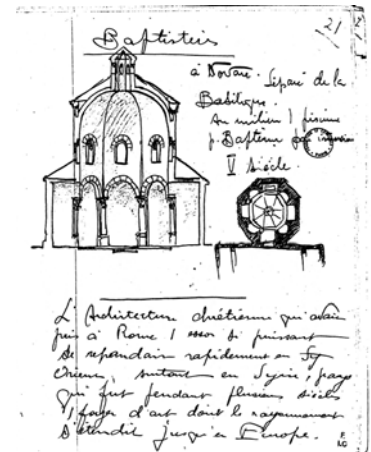 21
Baptistère
à Novare. Séparé de la
Basilique.
Au milieu 1 piscine
p. Baptême par immersion
V Siècle
L'Architecture chrétienne qui avait
pris à Rome 1 essor si puissant
se répandait rapidement en
Orient, surtout en Syrie, pays
qui fut pendant plusieurs siècles
1 foyer d'art dont le rayonnement
s'étendit jusqu'en Europe.